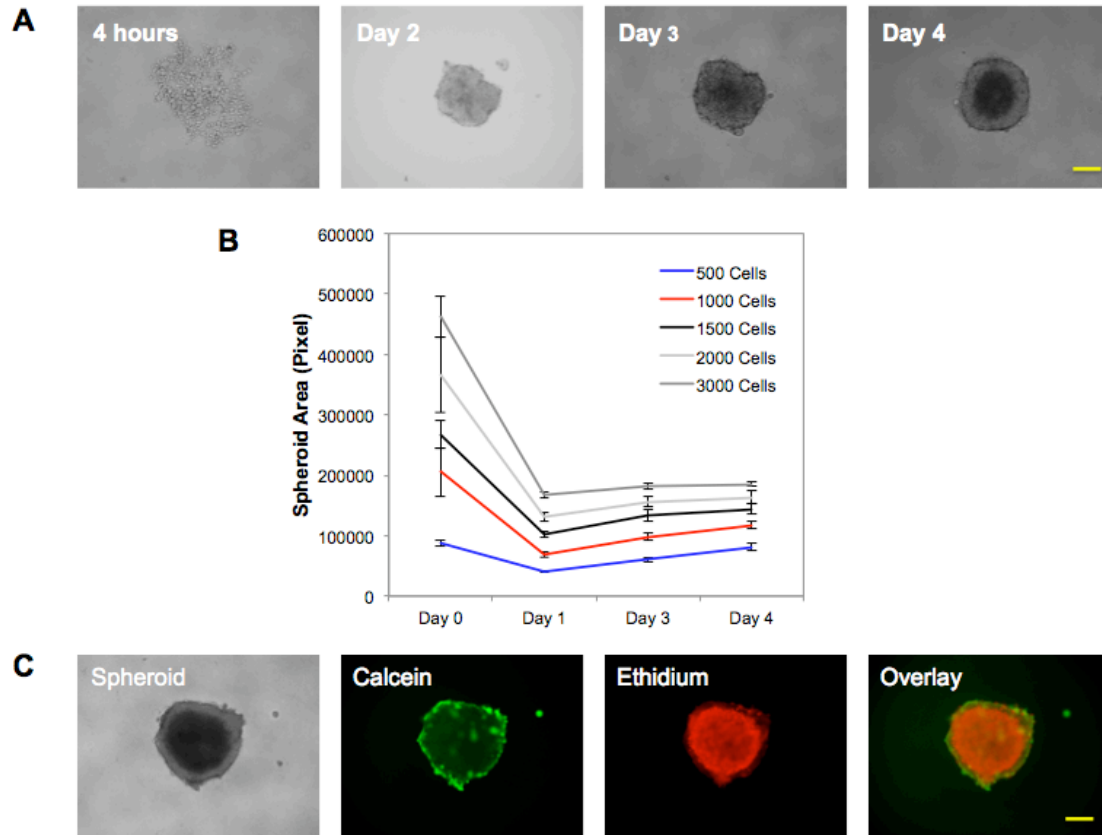 A
4 hours
Day 2
Day 3
Day 4
B
Spheroid Area (Pixel)
600000
500000
400000
300000
200000
100000
0
500 Cells
1000 Cells
1500 Cells
2000 Cells
3000 Cells
Day 0
Day 1
Day 3
Day 4
C
Spheroid
Calcein
Ethidium
Overlay